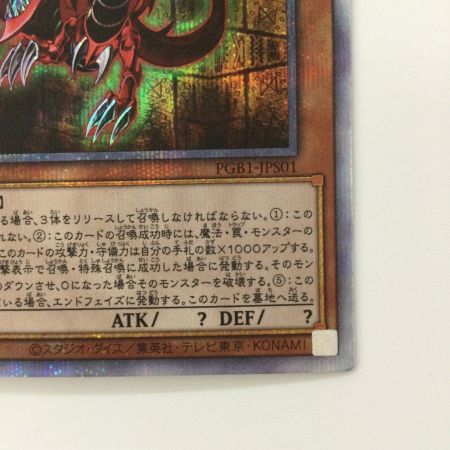 PGB1-JPS01
】
る場合、3体をリリースして召喚しなければならない。①:この
れない。②:このカードの召喚成功時には、魔法・罠・モンスターの
このカードの攻撃力・守備力は自分の手札の数×1000アップする。
撃表示で召喚・特殊召喚に成功した場合に発動する。そのモン
のダウンさせ、0になった場合そのモンスターを破壊する。⑤:この
ている場合、エンドフェイズに発動する。このカードを墓地へ送る。
ATK/ ? DEF/ ?
©スタジオ・ダイス/集英社・テレビ東京・KONAMI